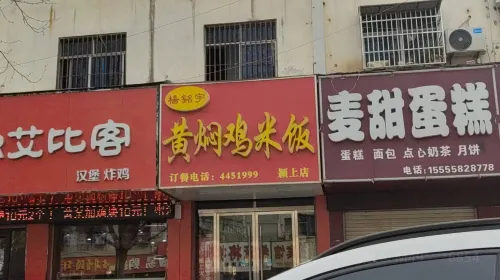 艾比客
汉堡 炸鸡
杨铭宇
黄焖鸡米饭
订餐电话：4451999 颍上店
麦甜蛋糕
蛋糕 面包 点心奶茶 月饼
电话:15555828778